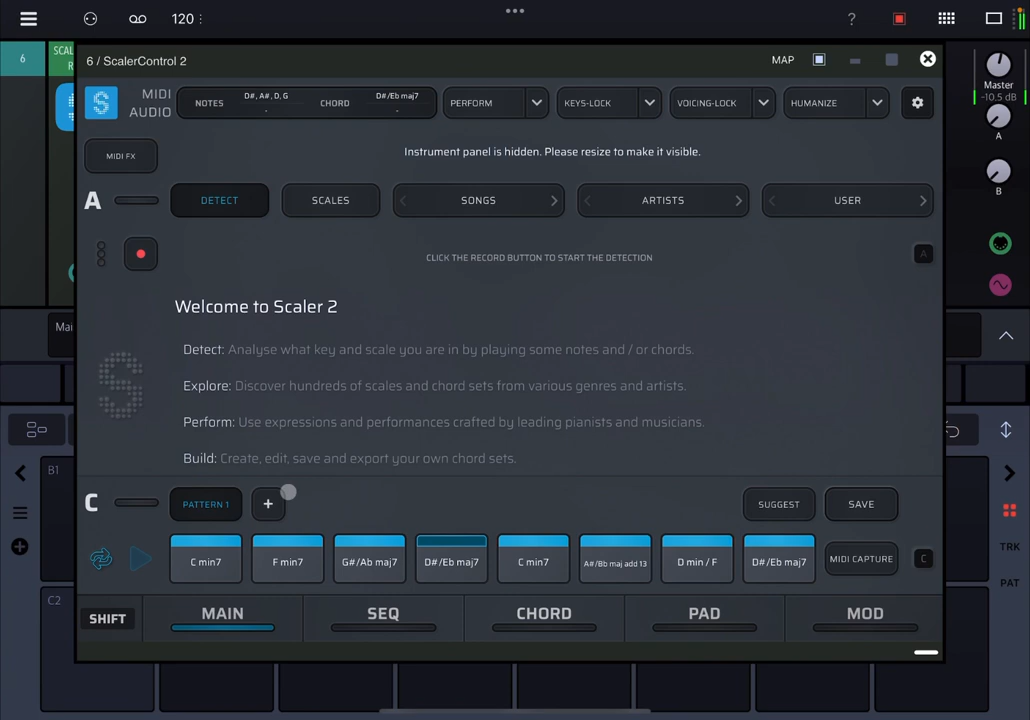 120
?
6
SCAL
R
6 / ScalerControl 2
MAP
Master
-10.5 dB
A
B
S
MIDI
AUDIO
NOTES
D#, A#, D, G
-
CHORD
D#/Eb maj7
-
PERFORM
KEYS-LOCK
VOICING-LOCK
HUMANIZE
MIDI FX
Instrument panel is hidden. Please resize to make it visible.
A
DETECT
SCALES
SONGS
ARTISTS
USER
CLICK THE RECORD BUTTON TO START THE DETECTION
A
Welcome to Scaler 2
Mai
Detect: Analyse what key and scale you are in by playing some notes and / or chords.
Explore: Discover hundreds of scales and chord sets from various genres and artists.
Perform: Use expressions and performances crafted by leading pianists and musicians.
Build: Create, edit, save and export your own chord sets.
B1
C
PATTERN 1
+
SUGGEST
SAVE
C min7
F min7
G#/Ab maj7
D#/Eb maj7
C min7
A#/Bb maj add 13
D min / F
D#/Eb maj7
MIDI CAPTURE
C
TRK
PAT
C2
SHIFT
MAIN
SEQ
CHORD
PAD
MOD